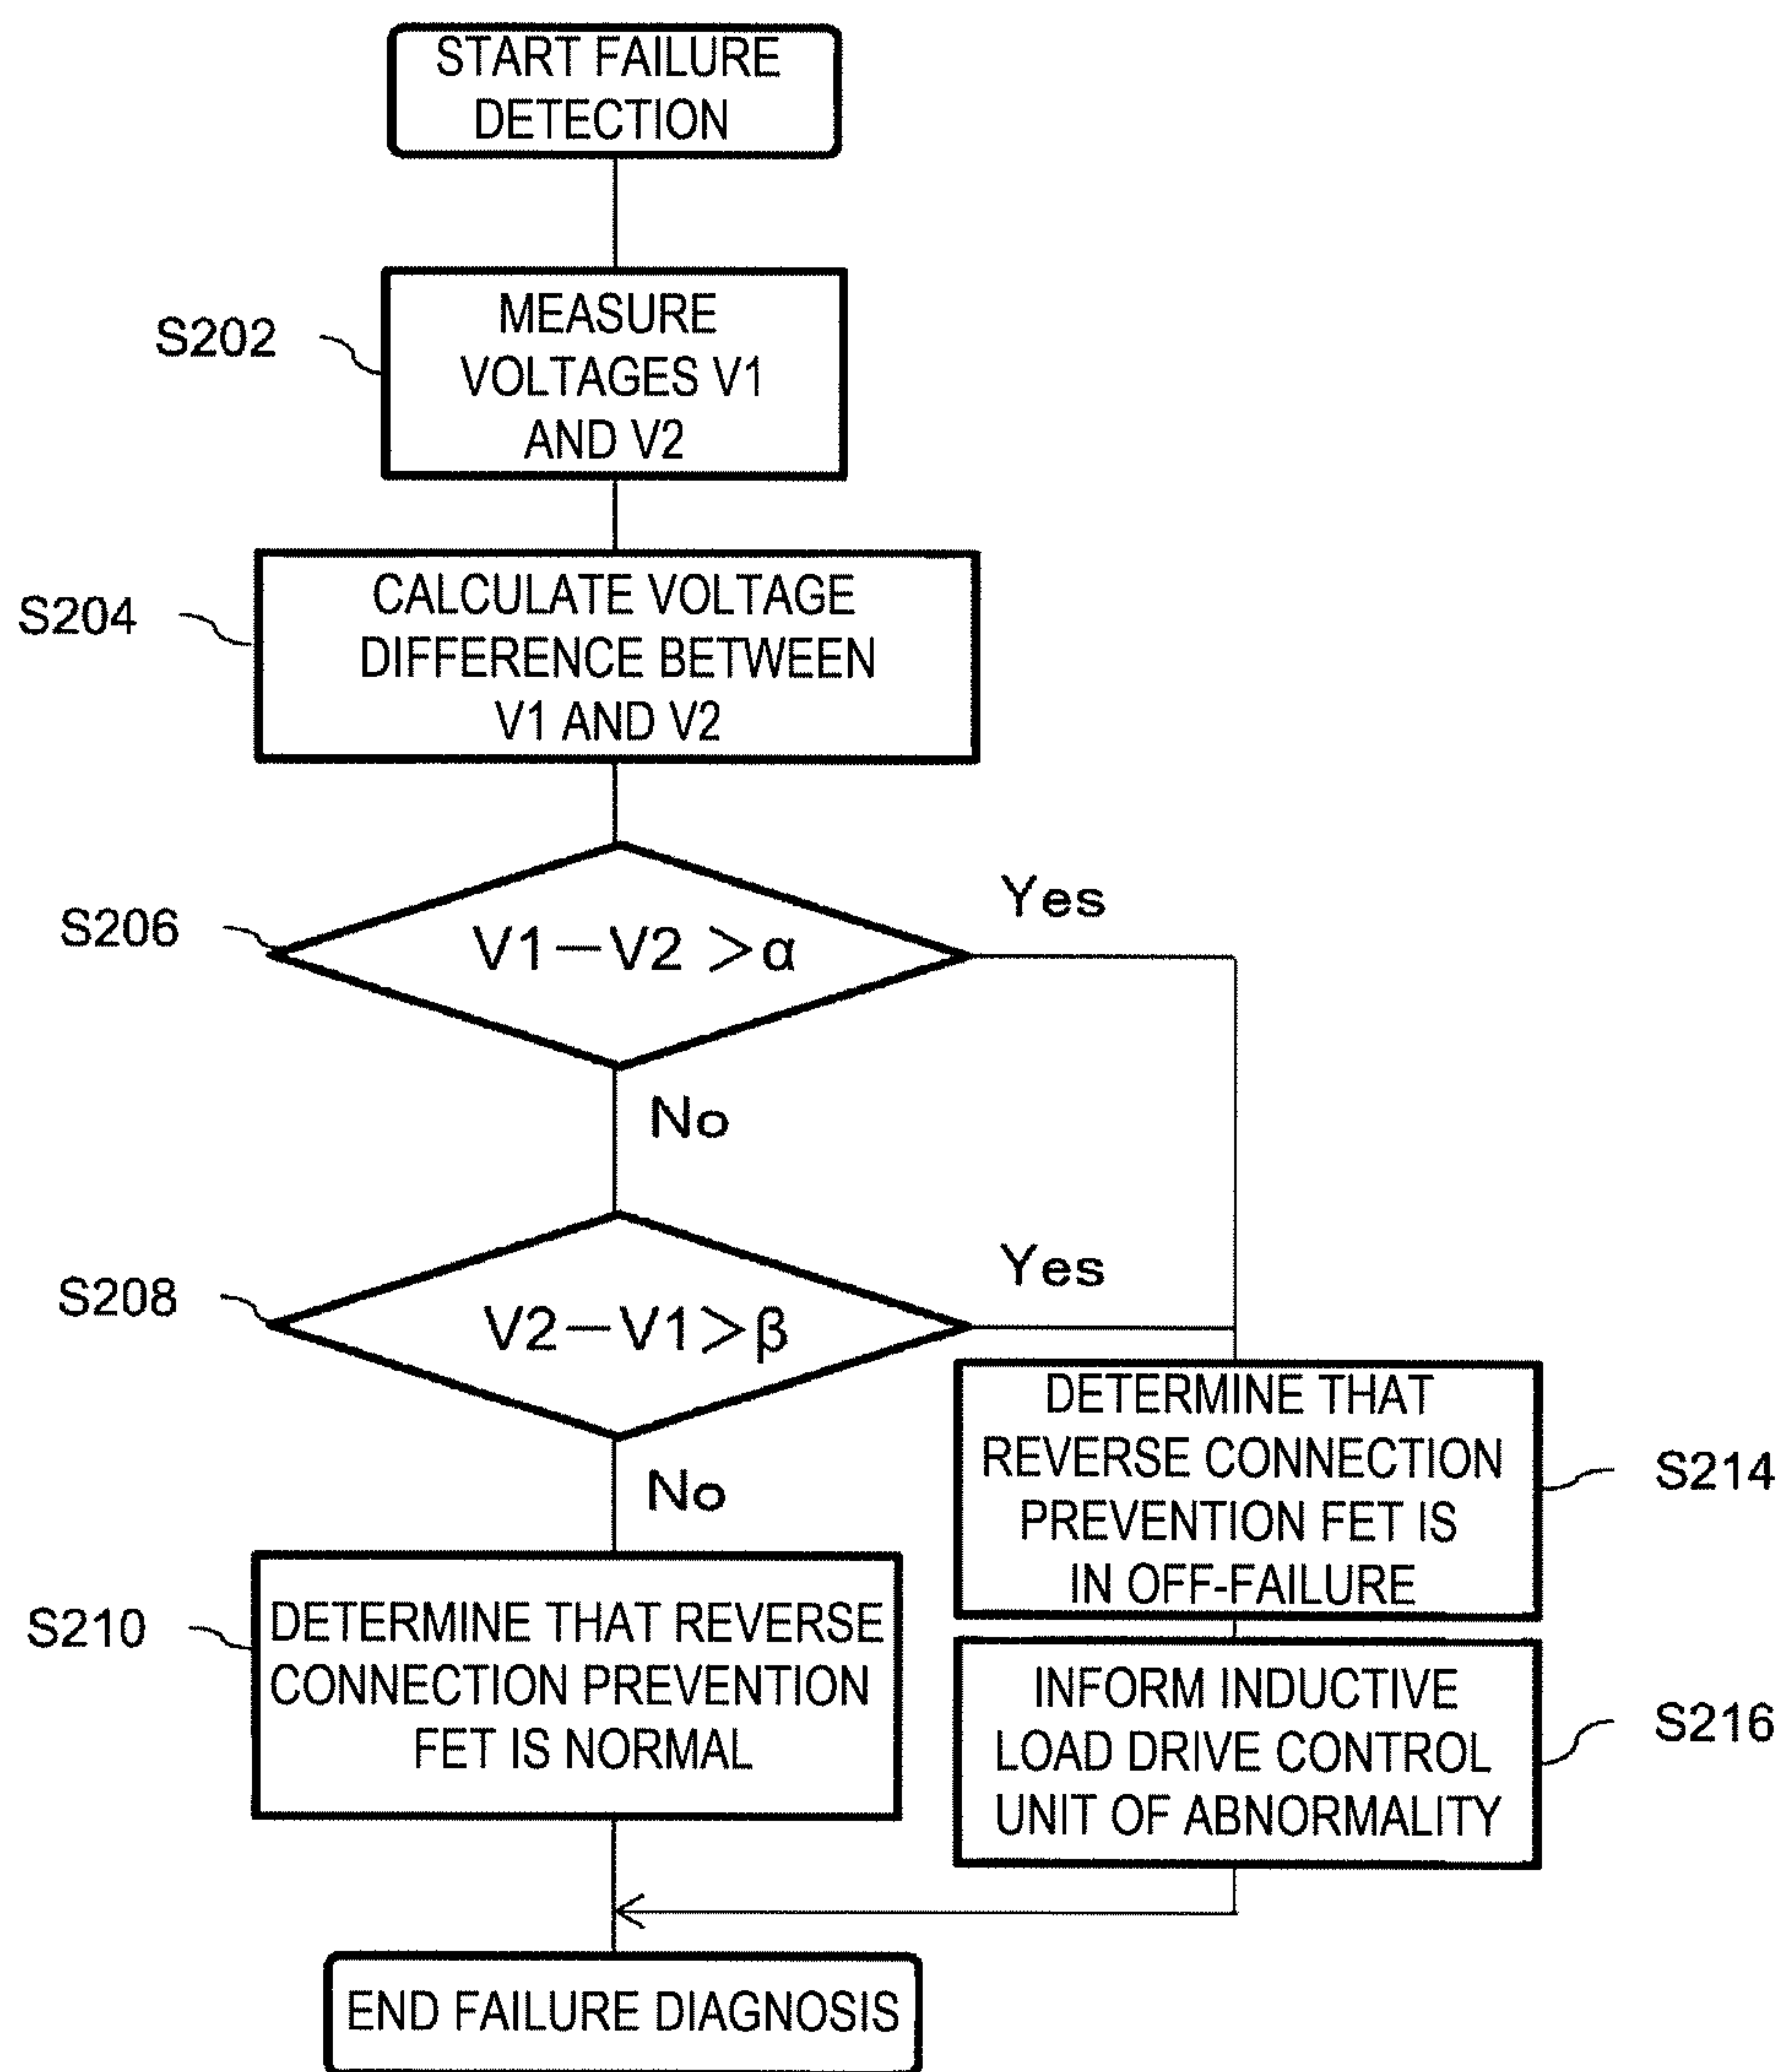 START FAILURE
DETECTION
S202
MEASURE
VOLTAGES V1
AND V2
S204
CALCULATE VOLTAGE
DIFFERENCE BETWEEN
V1 AND V2
S206
V1-V2 >α
Yes
No
S208
V2-V1>β
Yes
No
DETERMINE THAT
REVERSE CONNECTION
PREVENTION FET IS
IN OFF-FAILURE
S214
S210
DETERMINE THAT REVERSE
CONNECTION PREVENTION
FET IS NORMAL
INFORM INDUCTIVE
LOAD DRIVE CONTROL
UNIT OF ABNORMALITY
S216
END FAILURE DIAGNOSIS